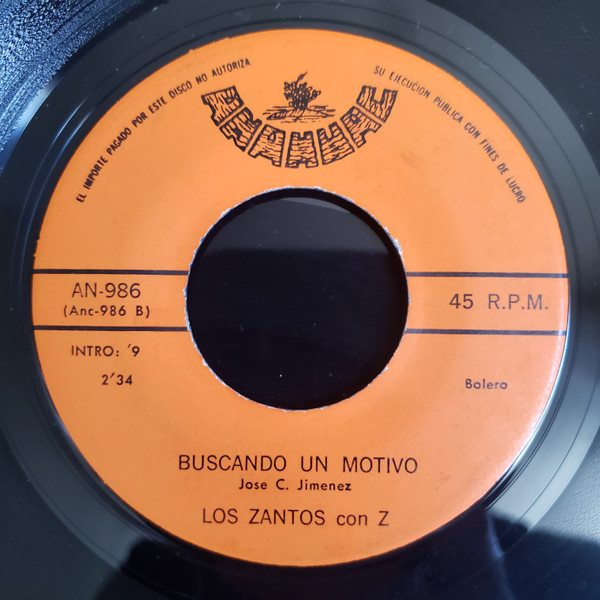 EL IMPORTE PAGADO POR ESTE DISCO NO AUTORIZA
SU EJECUCION PUBLICA CON FINES DE LUCRO
AN-986
(Anc-986 B)
45 R.P.M.
INTRO: '9
2'34
Bolero
BUSCANDO UN MOTIVO
Jose C. Jimenez
LOS ZANTOS con Z